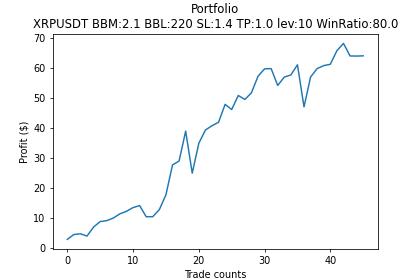 Portfolio
XRPUSDT BBM:2.1 BBL:220 SL:1.4 TP:1.0 lev:10 WinRatio:80.0
70
60
50
40
30
20
10
0
Profit ($)
0 10 20 30 40
Trade counts